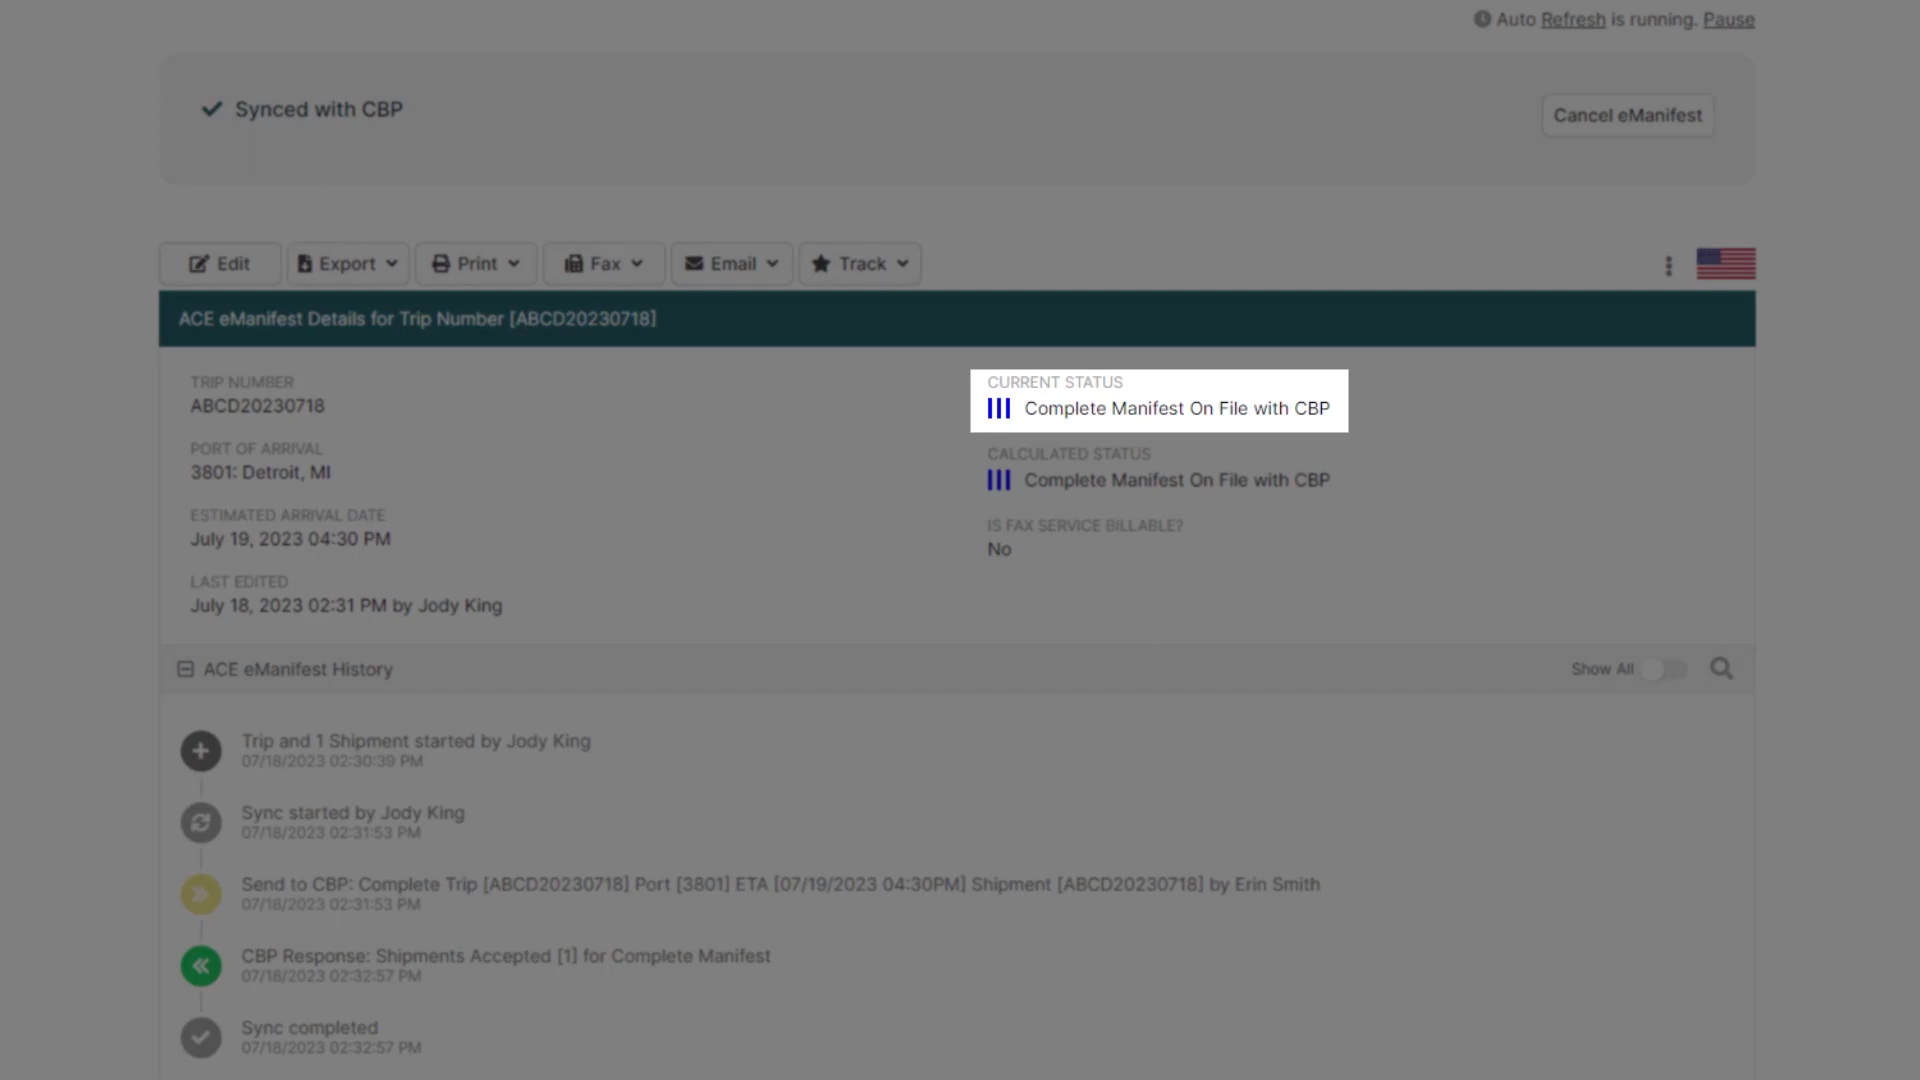 Auto Refresh is running. Pause
Synced with CBP
Cancel eManifest
Edit
Export
Print
Fax
Email
Track
ACE eManifest Details for Trip Number [ABCD20230718]
TRIP NUMBER
ABCD20230718
PORT OF ARRIVAL
3801: Detroit, MI
ESTIMATED ARRIVAL DATE
July 19, 2023 04:30 PM
LAST EDITED
July 18, 2023 02:31 PM by Jody King
CURRENT STATUS
Complete Manifest On File with CBP
CALCULATED STATUS
Complete Manifest On File with CBP
IS FAX SERVICE BILLABLE?
No
ACE eManifest History
Show All
Trip and 1 Shipment started by Jody King
07/18/2023 02:30:39 PM
Sync started by Jody King
07/18/2023 02:31:53 PM
Send to CBP: Complete Trip [ABCD20230718] Port [3801] ETA [07/19/2023 04:30PM] Shipment [ABCD20230718] by Erin Smith
07/18/2023 02:31:53 PM
CBP Response: Shipments Accepted [1] for Complete Manifest
07/18/2023 02:32:57 PM
Sync completed
07/18/2023 02:32:57 PM